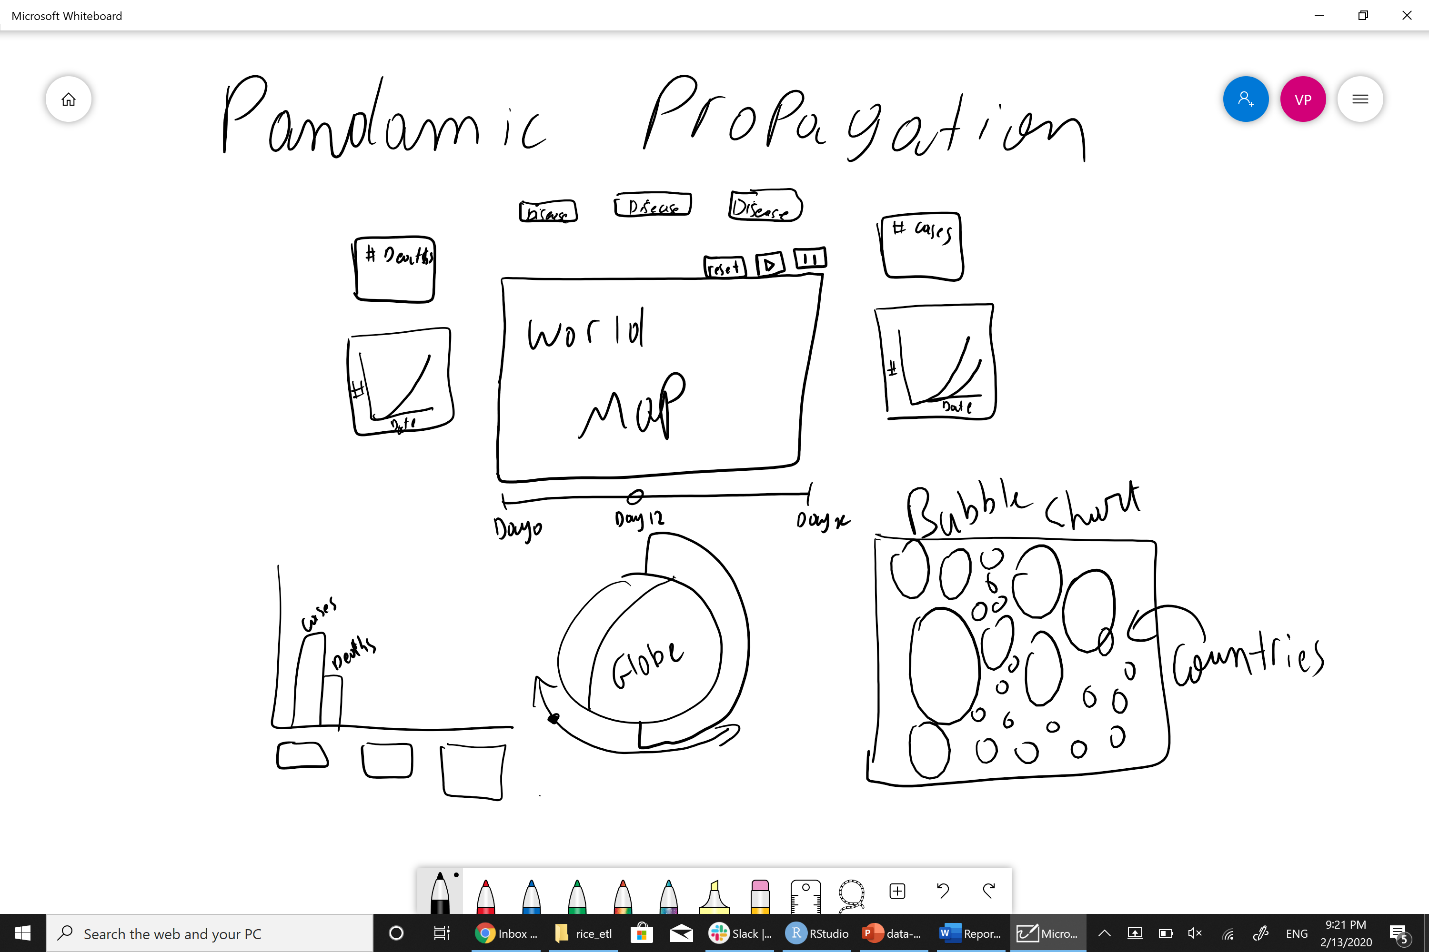 Microsoft Whiteboard
Pandamic Propagation
VP
Disease
Disease
Disease
# Deaths
# Cases
reset
World
Map
#
Date
#
Date
Day 0
Day 12
Day x
Bubble Chart
Cases
Deaths
Globe
Countries
Search the web and your PC
Inbox ...
rice_etl
Slack |...
RStudio
data-...
Repor...
Micro...
ENG
9:21 PM
2/13/2020
5